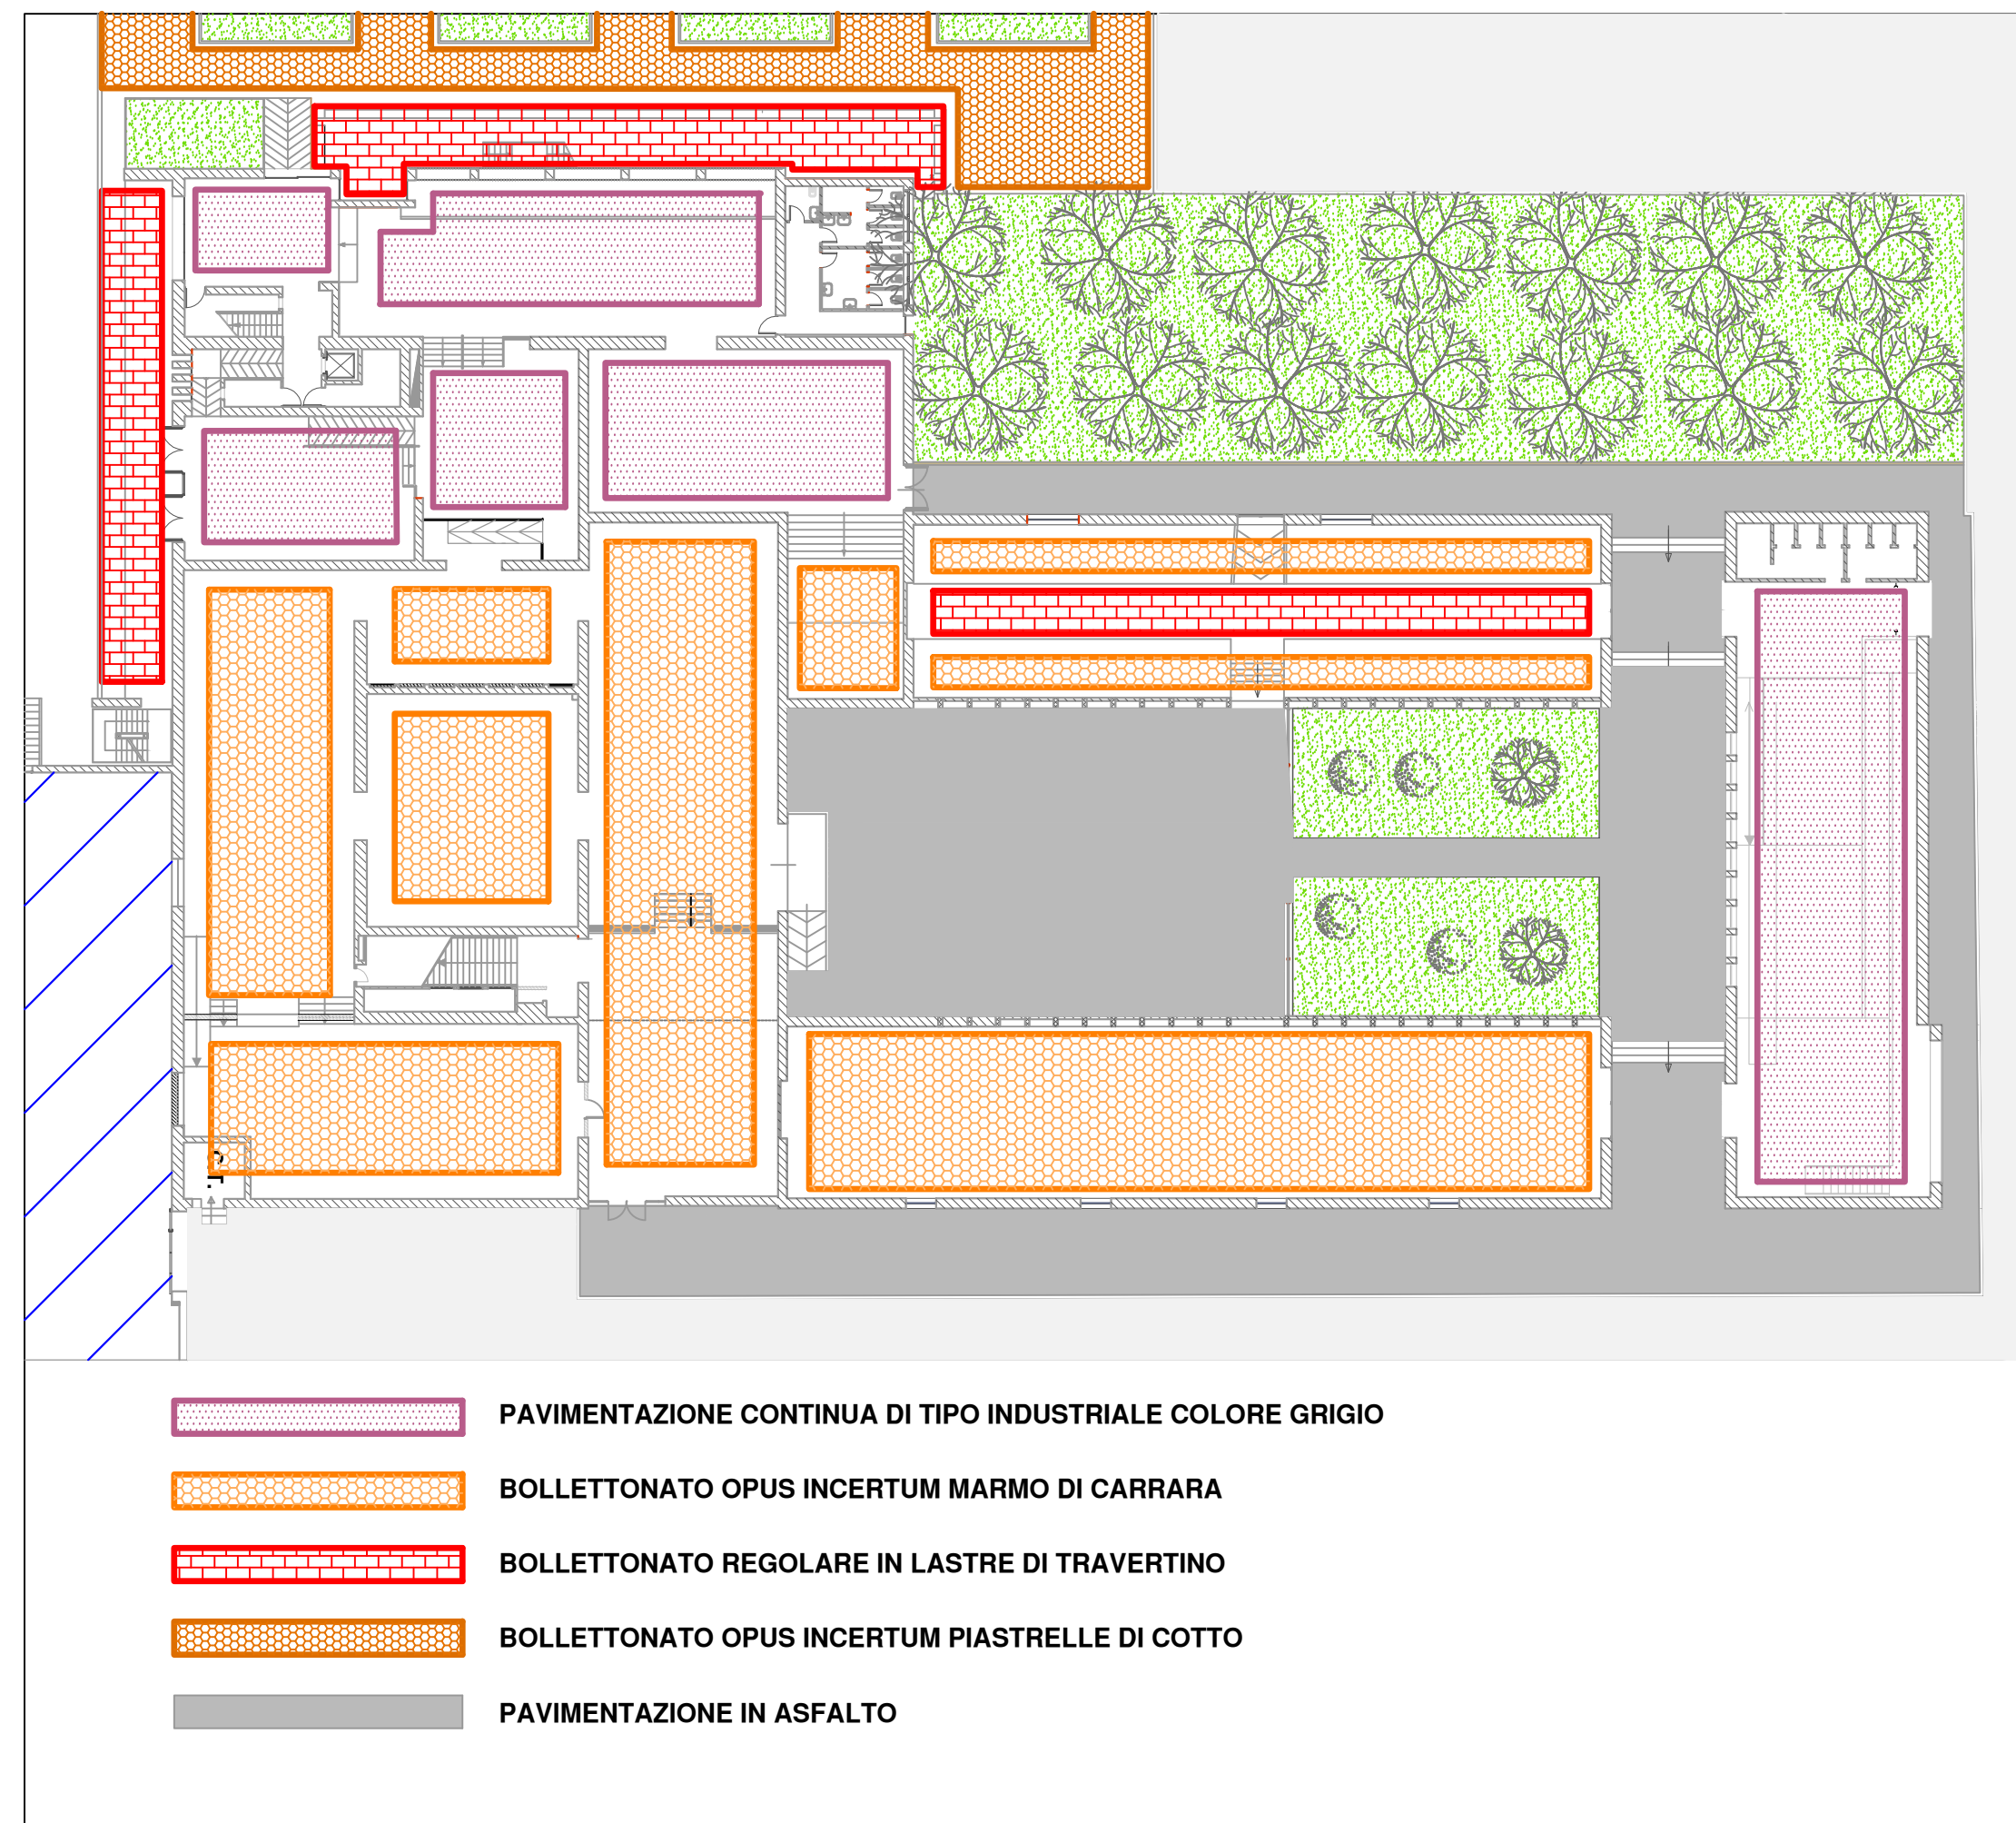 PAVIMENTAZIONE CONTINUA DI TIPO INDUSTRIALE COLORE GRIGIO
BOLLETTONATO OPUS INCERTUM MARMO DI CARRARA
BOLLETTONATO REGOLARE IN LASTRE DI TRAVERTINO
BOLLETTONATO OPUS INCERTUM PIASTRELLE DI COTTO
PAVIMENTAZIONE IN ASFALTO